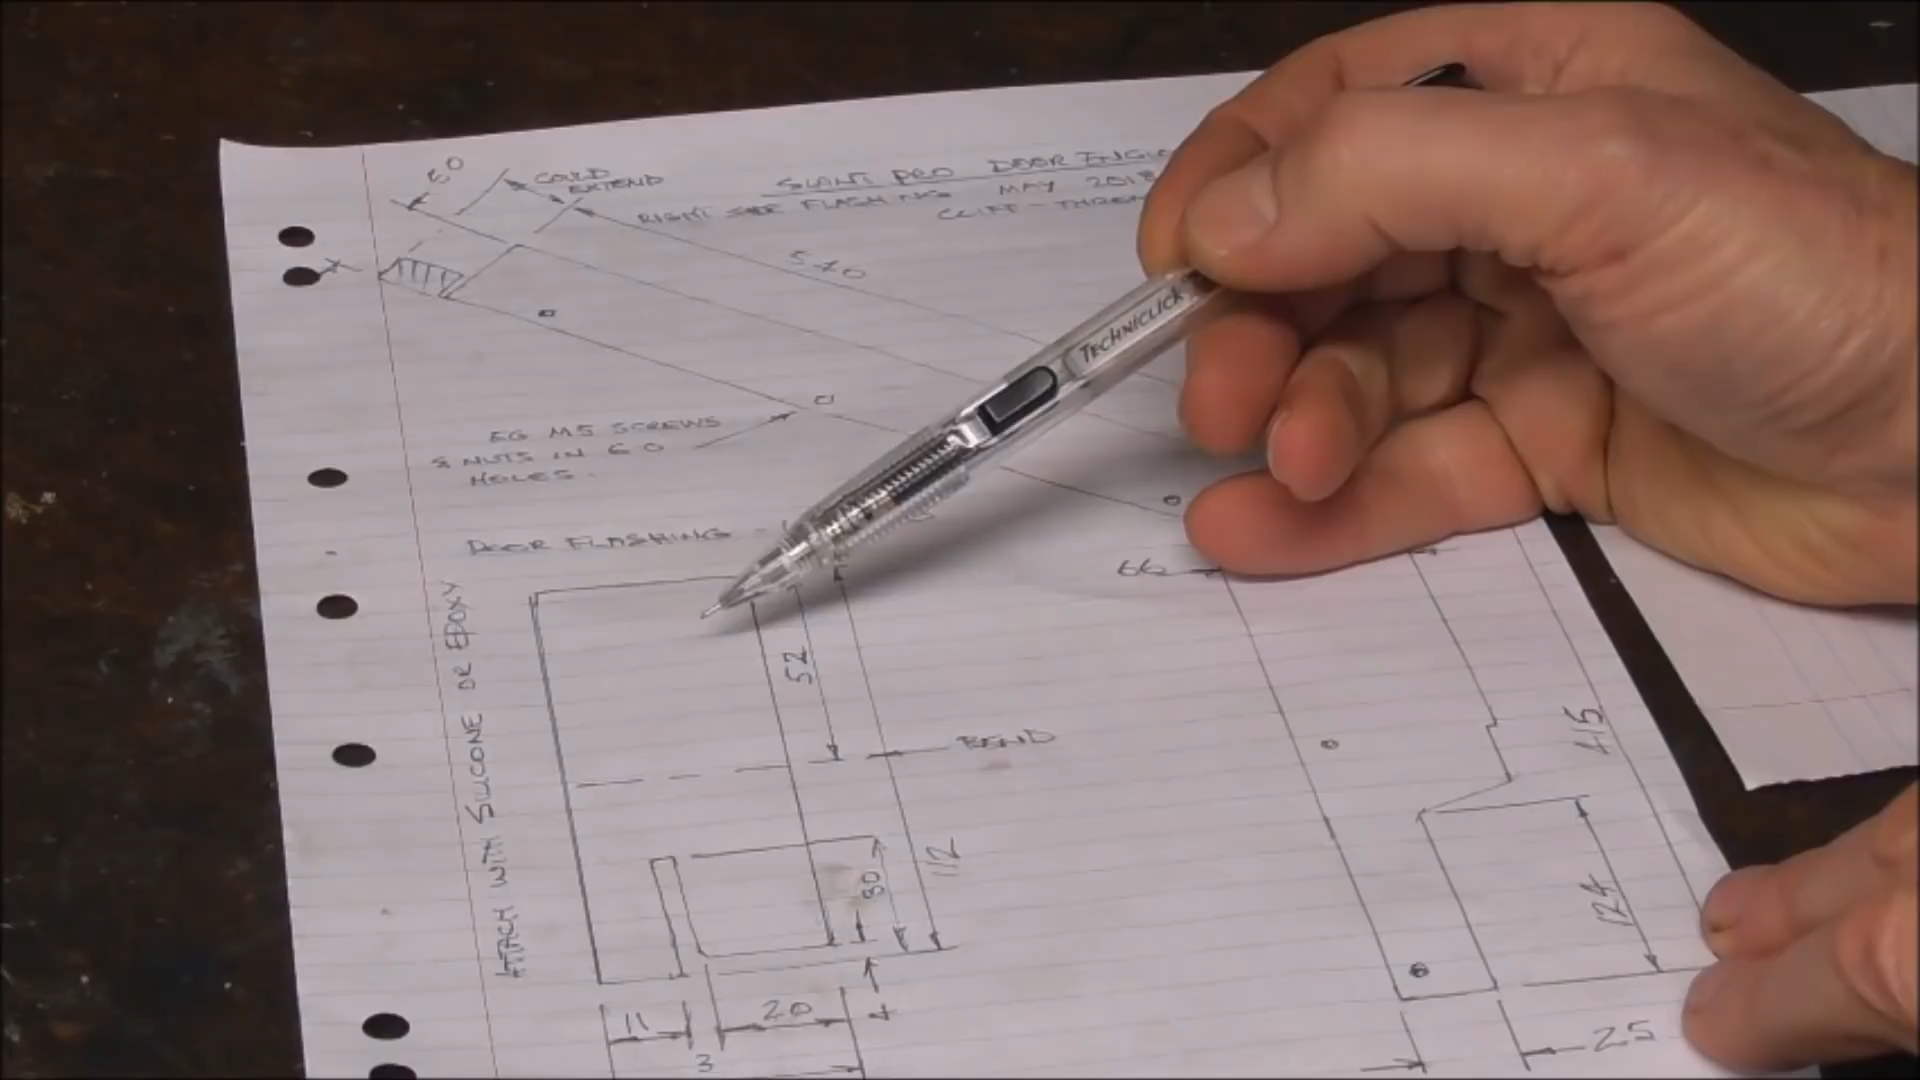 60
COULD
EXTEND
SLANT PRO DOOR
RIGHT SIDE FLASHING MAY 2018
CLIFF -
570
TECHNICLICK
EG M5 SCREWS
& NUTS IN 6.0
HOLES.
DOOR FLASHING -
66
ATTACH WITH SILICONE OR EPOXY
52
BEND
415
30
112
124
11
20
4
3
25